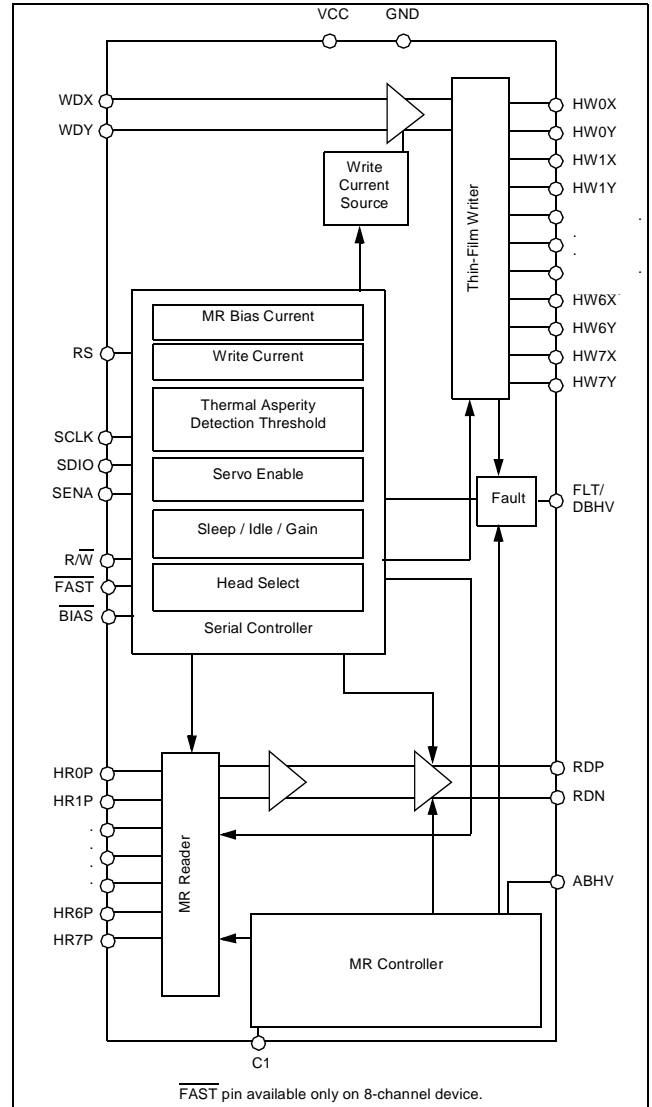 VCC GND
WDX
WDY
Write
Current
Source
Thin-Film Writer
HW0X
HW0Y
HW1X
HW1Y
.
.
.
.
HW6X
HW6Y
HW7X
HW7Y
MR Bias Current
Write Current
Thermal Asperity
Detection Threshold
Servo Enable
Sleep / Idle / Gain
Head Select
Serial Controller
RS
SCLK
SDIO
SENA
R/W̅
F̅A̅S̅T̅
B̅I̅A̅S̅
Fault
FLT/
DBHV
HR0P
HR1P
.
.
.
.
HR6P
HR7P
MR Reader
RDP
RDN
ABHV
MR Controller
C1
F̅A̅S̅T̅ pin available only on 8-channel device.